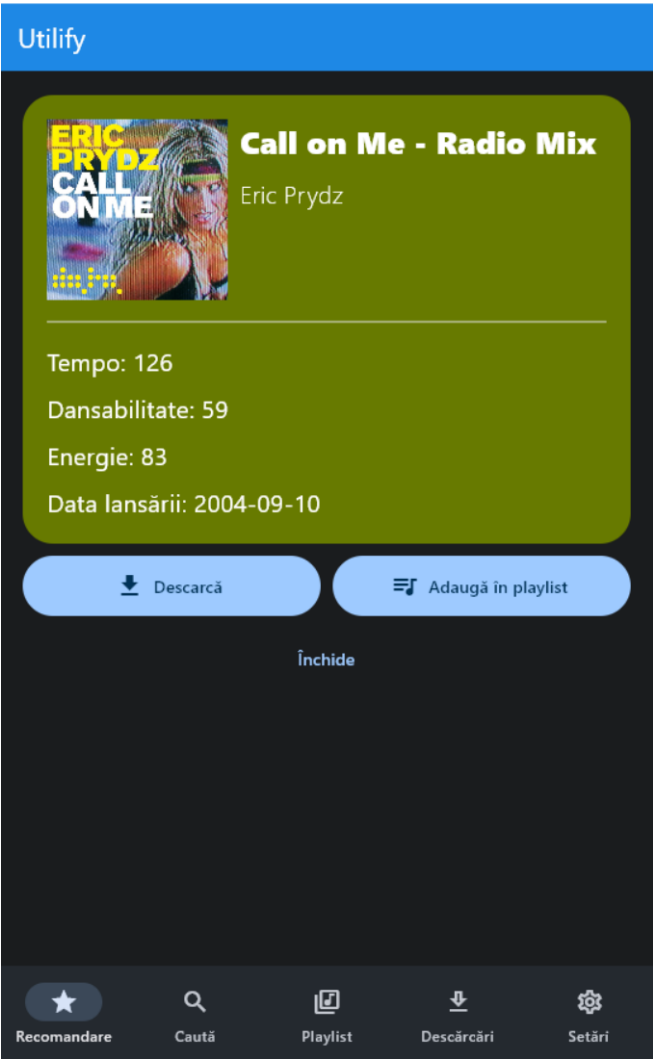 Utilify
ERIC
PRYDZ
CALL
ON ME
Call on Me - Radio Mix
Eric Prydz
Tempo: 126
Dansabilitate: 59
Energie: 83
Data lansării: 2004-09-10
Descarcă
Adaugă în playlist
Închide
Recomandare
Caută
Playlist
Descărcări
Setări